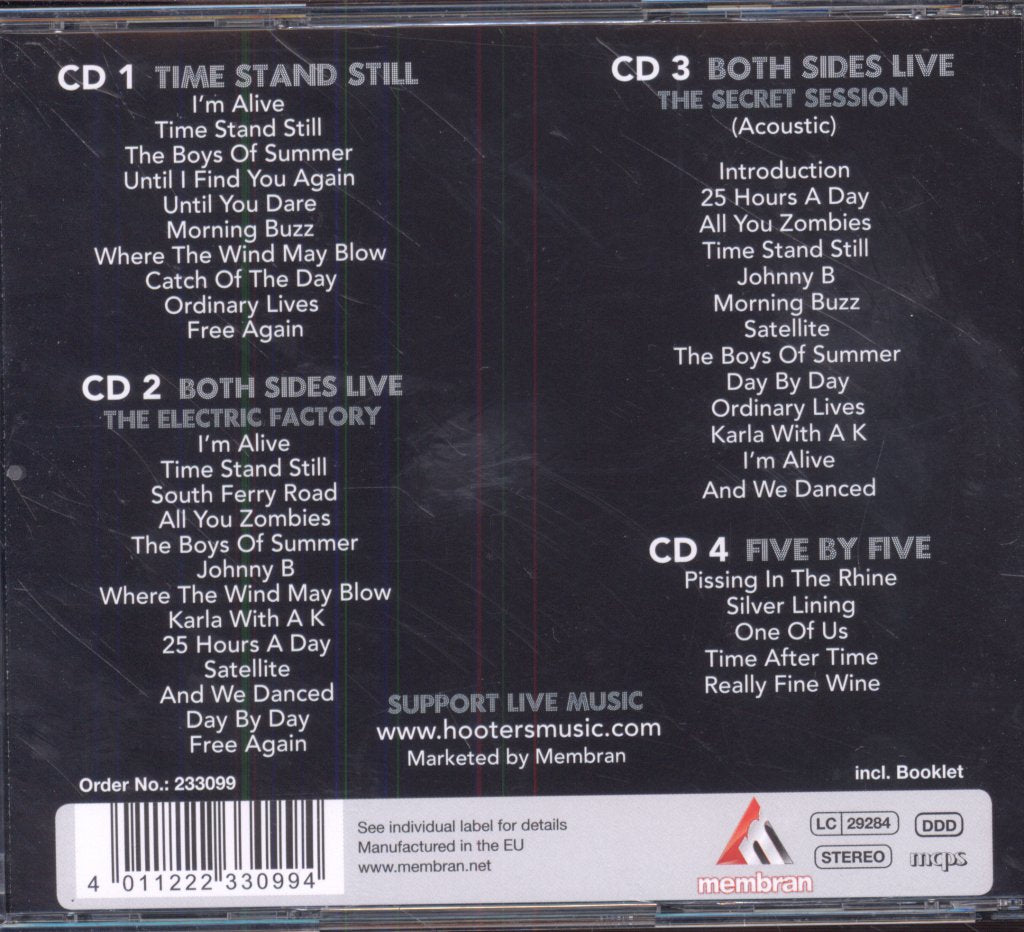 CD 1 TIME STAND STILL
I'm Alive
Time Stand Still
The Boys Of Summer
Until I Find You Again
Until You Dare
Morning Buzz
Where The Wind May Blow
Catch Of The Day
Ordinary Lives
Free Again
CD 2 BOTH SIDES LIVE
THE ELECTRIC FACTORY
I'm Alive
Time Stand Still
South Ferry Road
All You Zombies
The Boys Of Summer
Johnny B
Where The Wind May Blow
Karla With A K
25 Hours A Day
Satellite
And We Danced
Day By Day
Free Again
CD 3 BOTH SIDES LIVE
THE SECRET SESSION
(Acoustic)
Introduction
25 Hours A Day
All You Zombies
Time Stand Still
Johnny B
Morning Buzz
Satellite
The Boys Of Summer
Day By Day
Ordinary Lives
Karla With A K
I'm Alive
And We Danced
CD 4 FIVE BY FIVE
Pissing In The Rhine
Silver Lining
One Of Us
Time After Time
Really Fine Wine
SUPPORT LIVE MUSIC
www.hootersmusic.com
Marketed by Membran
Order No.: 233099
incl. Booklet
4 011222 330994
See individual label for details
Manufactured in the EU
www.membran.net
membran
LC 29284
DDD
STEREO
mcps